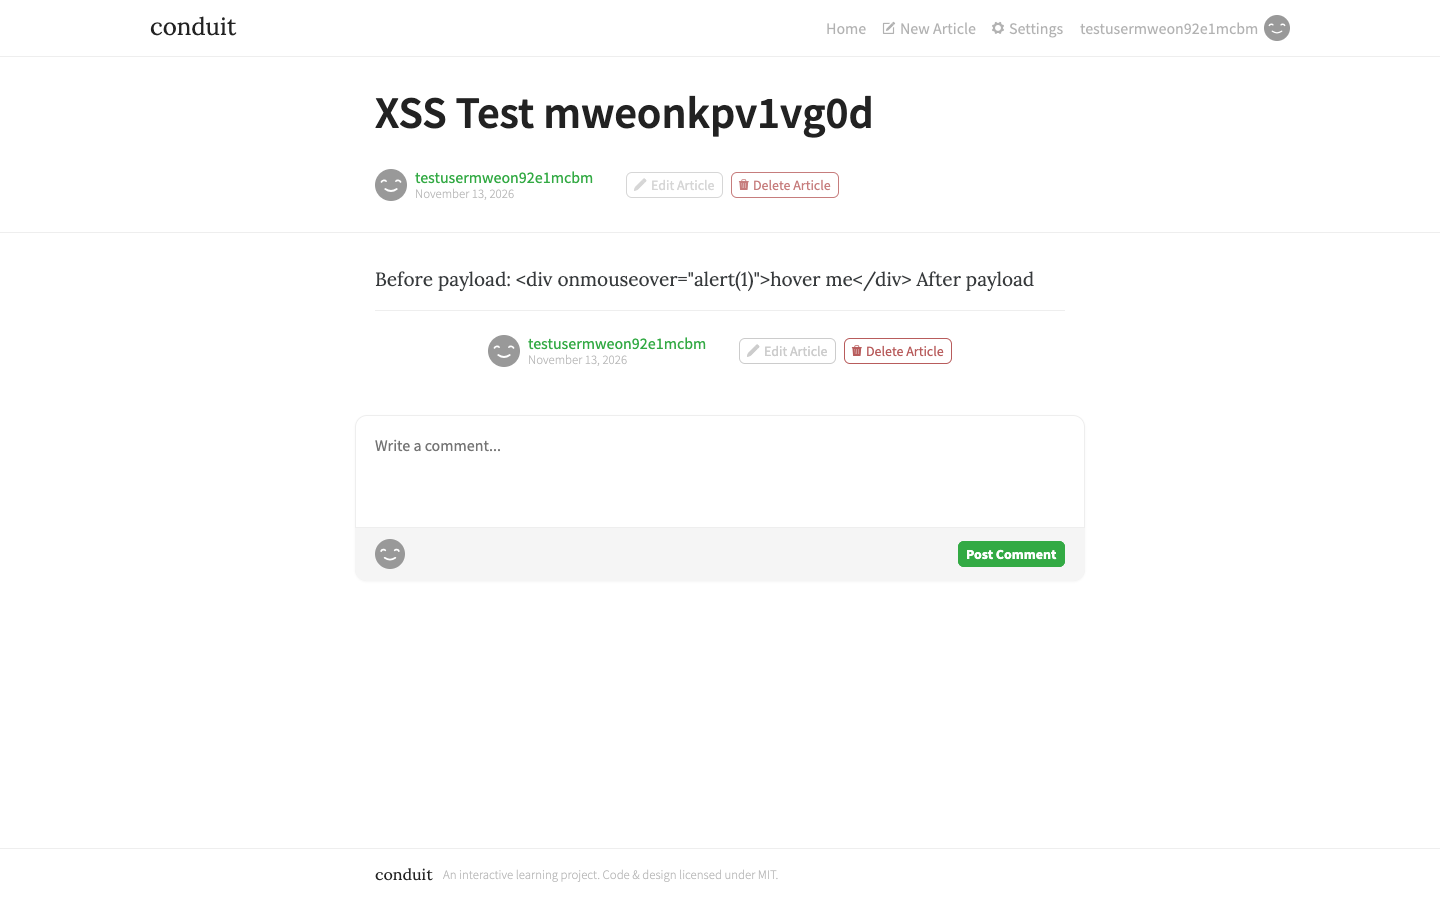 conduit
Home New Article Settings testusermweon92e1mcbm
XSS Test mweonkpv1vg0d
testusermweon92e1mcbm
November 13, 2026
Edit Article Delete Article
Before payload: <div onmouseover="alert(1)">hover me</div> After payload
testusermweon92e1mcbm
November 13, 2026
Edit Article Delete Article
Write a comment...
Post Comment
conduit An interactive learning project. Code & design licensed under MIT.